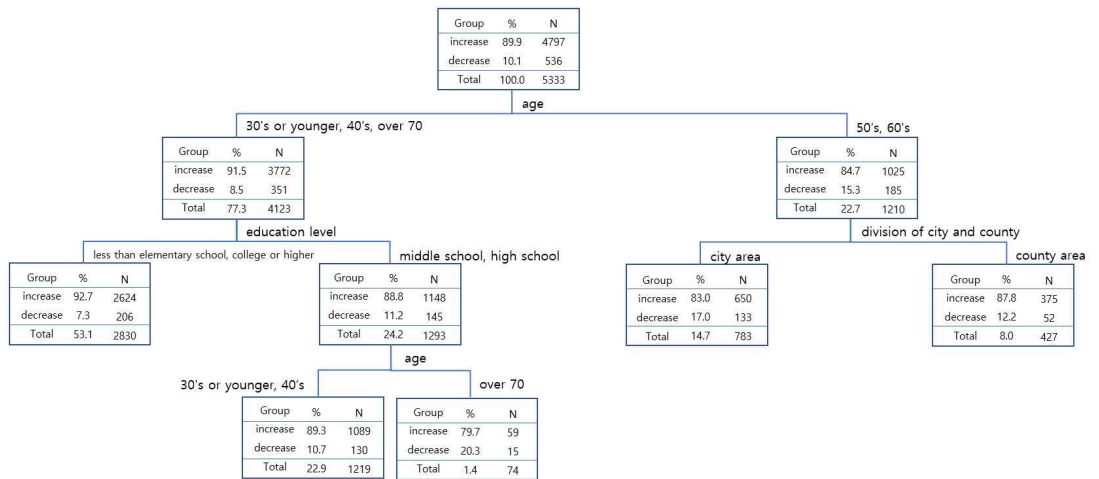 Group % N
increase 89.9 4797
decrease 10.1 536
Total 100.0 5333
age
30's or younger, 40's, over 70
50's, 60's
Group % N
increase 91.5 3772
decrease 8.5 351
Total 77.3 4123
Group % N
increase 84.7 1025
decrease 15.3 185
Total 22.7 1210
education level
division of city and county
less than elementary school, college or higher
middle school, high school
city area
county area
Group % N
increase 92.7 2624
decrease 7.3 206
Total 53.1 2830
Group % N
increase 88.8 1148
decrease 11.2 145
Total 24.2 1293
Group % N
increase 83.0 650
decrease 17.0 133
Total 14.7 783
Group % N
increase 87.8 375
decrease 12.2 52
Total 8.0 427
age
30's or younger, 40's
over 70
Group % N
increase 89.3 1089
decrease 10.7 130
Total 22.9 1219
Group % N
increase 79.7 59
decrease 20.3 15
Total 1.4 74